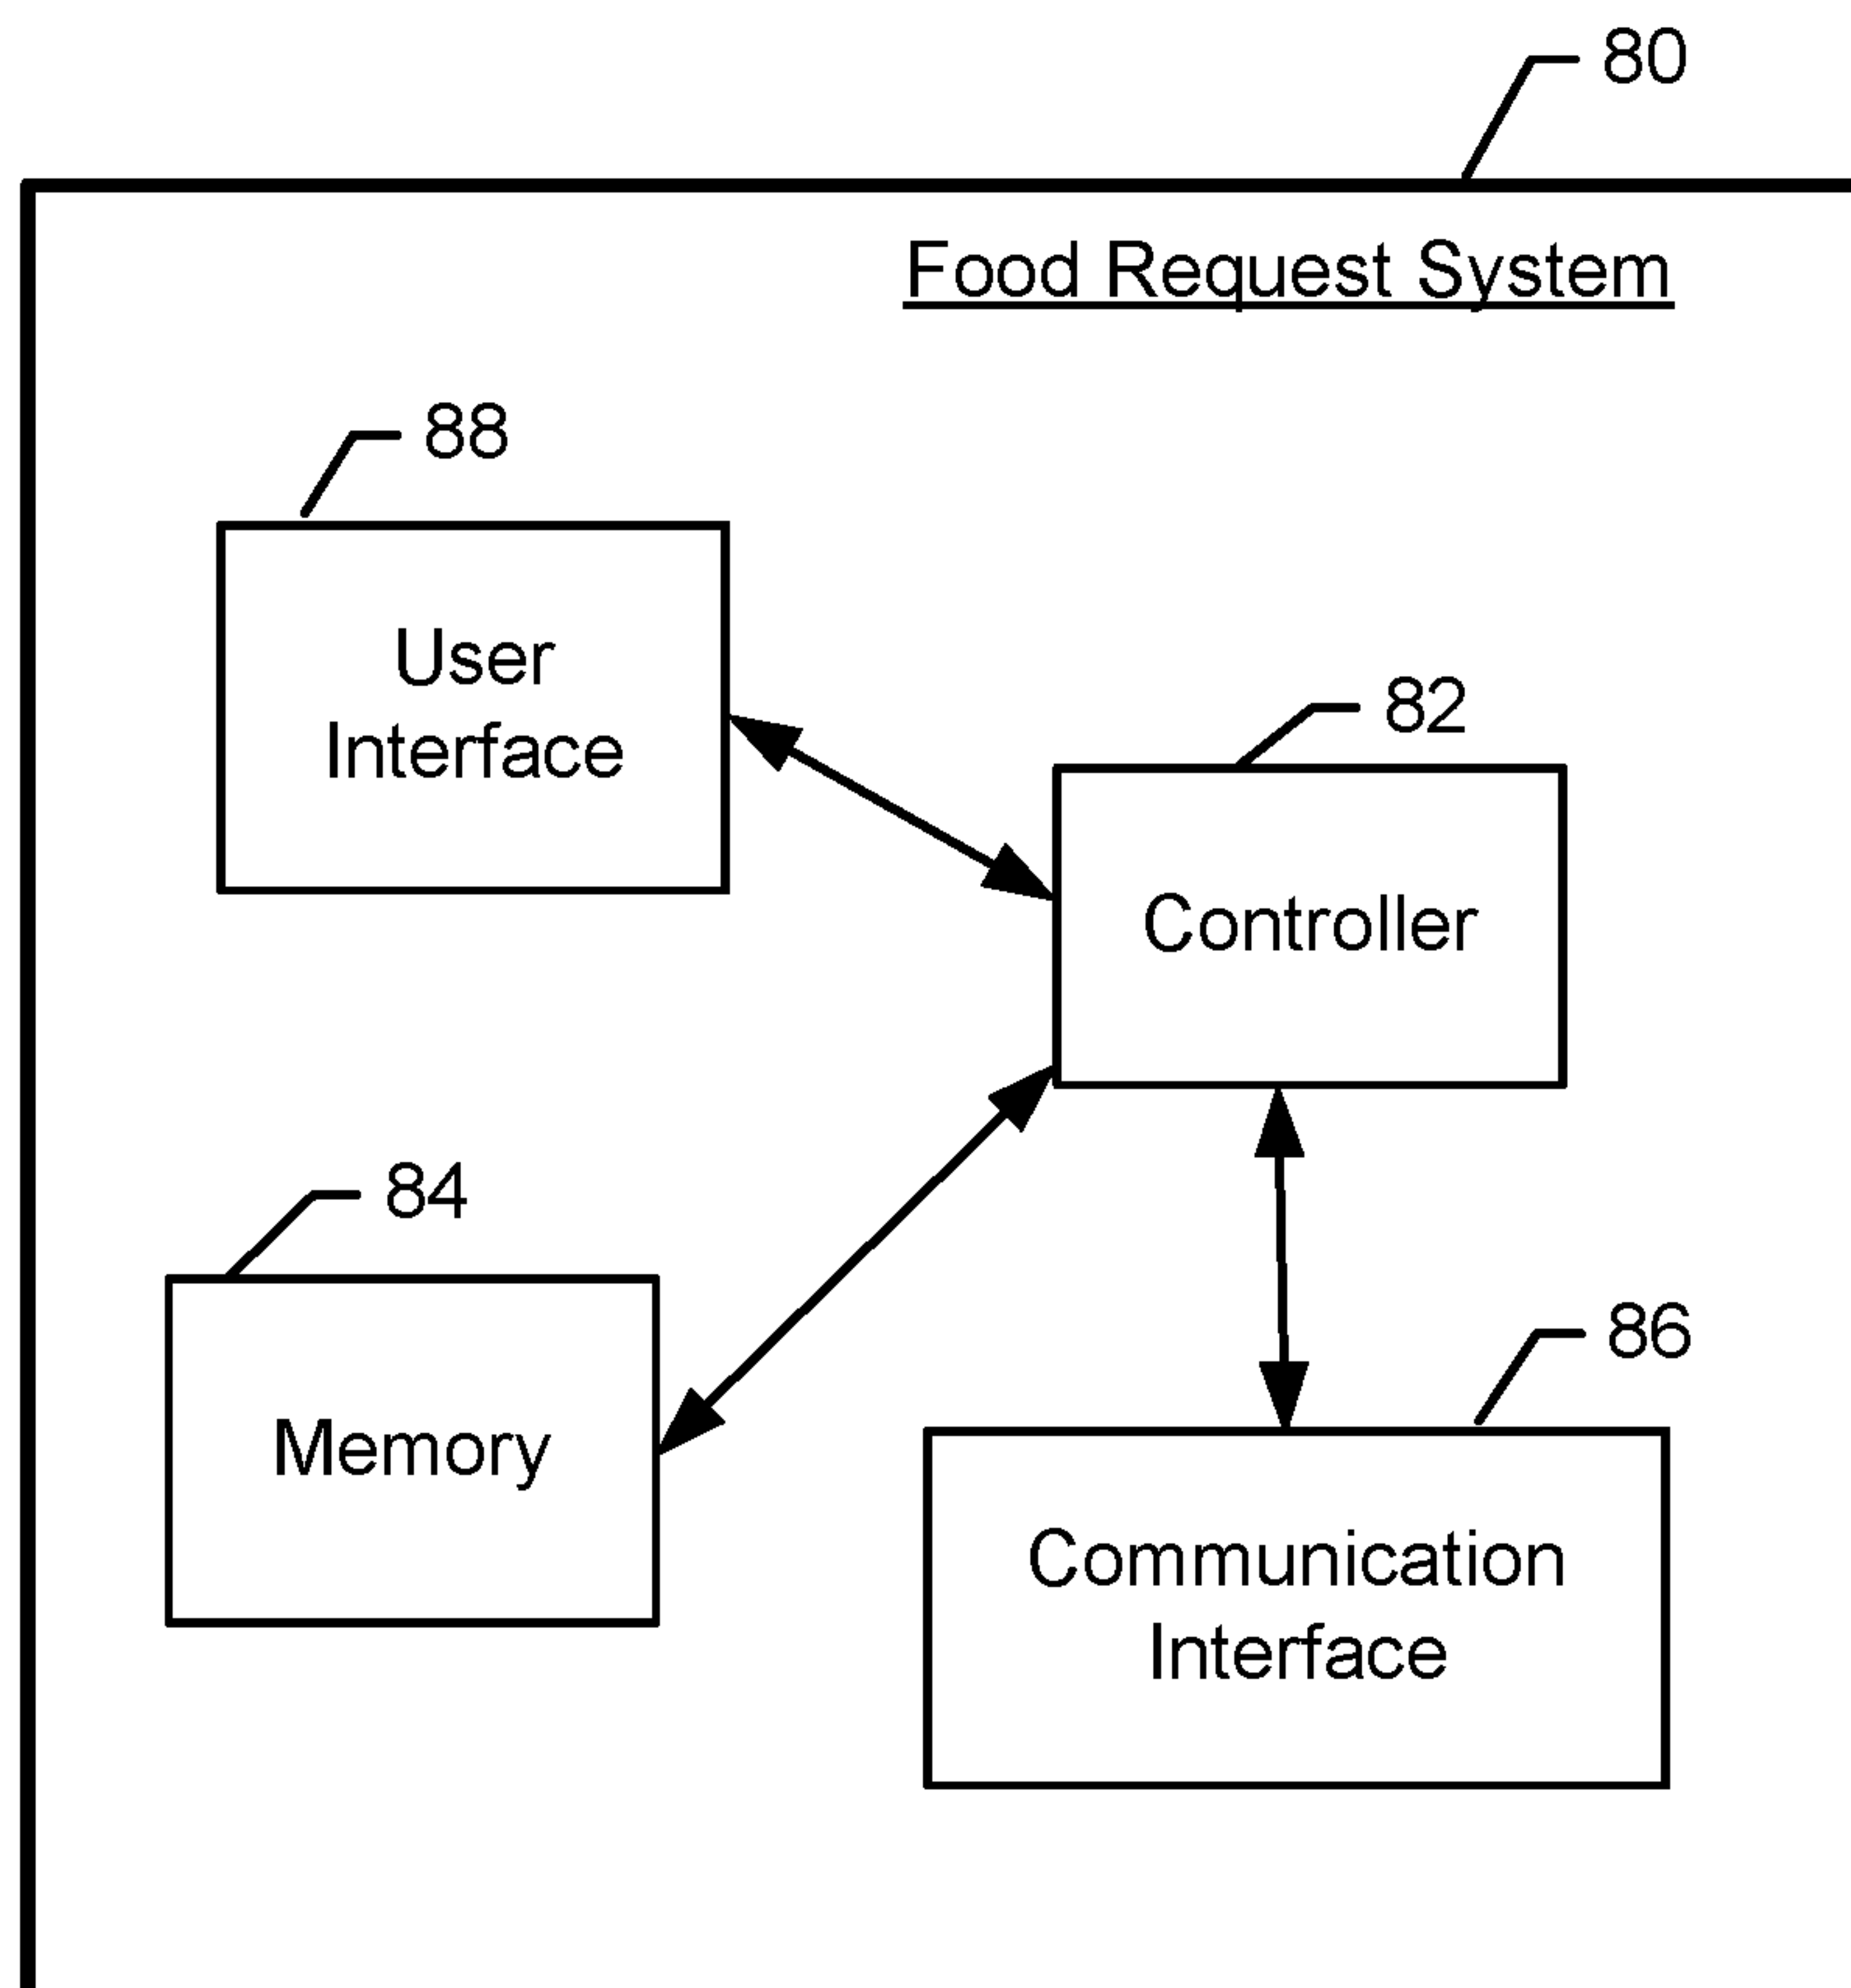 80
Food Request System
88
User
Interface
82
Controller
84
Memory
86
Communication
Interface